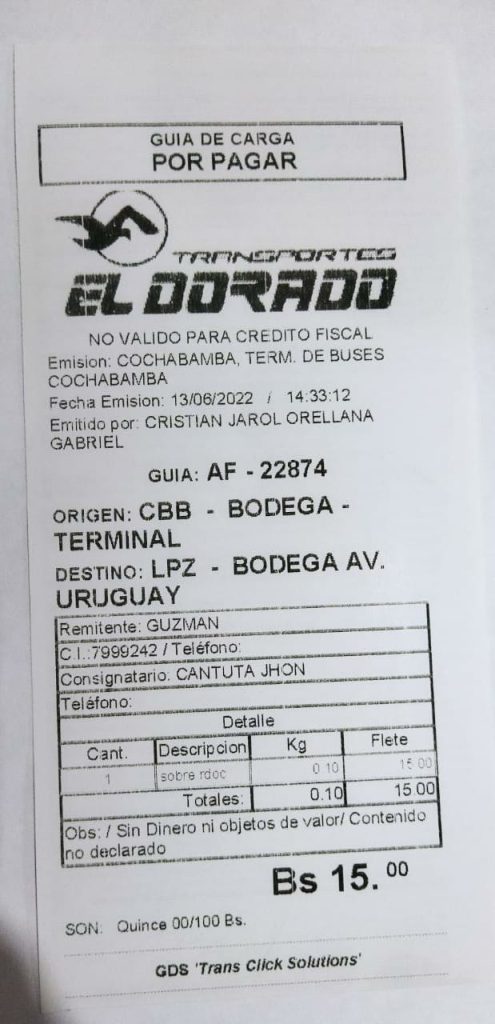 GUIA DE CARGA
POR PAGAR
TRANSPORTES
EL DORADO
NO VALIDO PARA CREDITO FISCAL
Emision: COCHABAMBA, TERM. DE BUSES
COCHABAMBA
Fecha Emision: 13/06/2022 / 14:33:12
Emitido por: CRISTIAN JAROL ORELLANA
GABRIEL
GUIA: AF - 22874
ORIGEN: CBB - BODEGA -
TERMINAL
DESTINO: LPZ - BODEGA AV.
URUGUAY
Remitente: GUZMAN
C.I.:7999242 / Teléfono:
Consignatario: CANTUTA JHON
Teléfono:
Detalle
Cant. Descripcion Kg Flete
1 sobre rdoc 0.10 15.00
Totales: 0.10 15.00
Obs: / Sin Dinero ni objetos de valor/ Contenido
no declarado
Bs 15.00
SON: Quince 00/100 Bs.
GDS 'Trans Click Solutions'